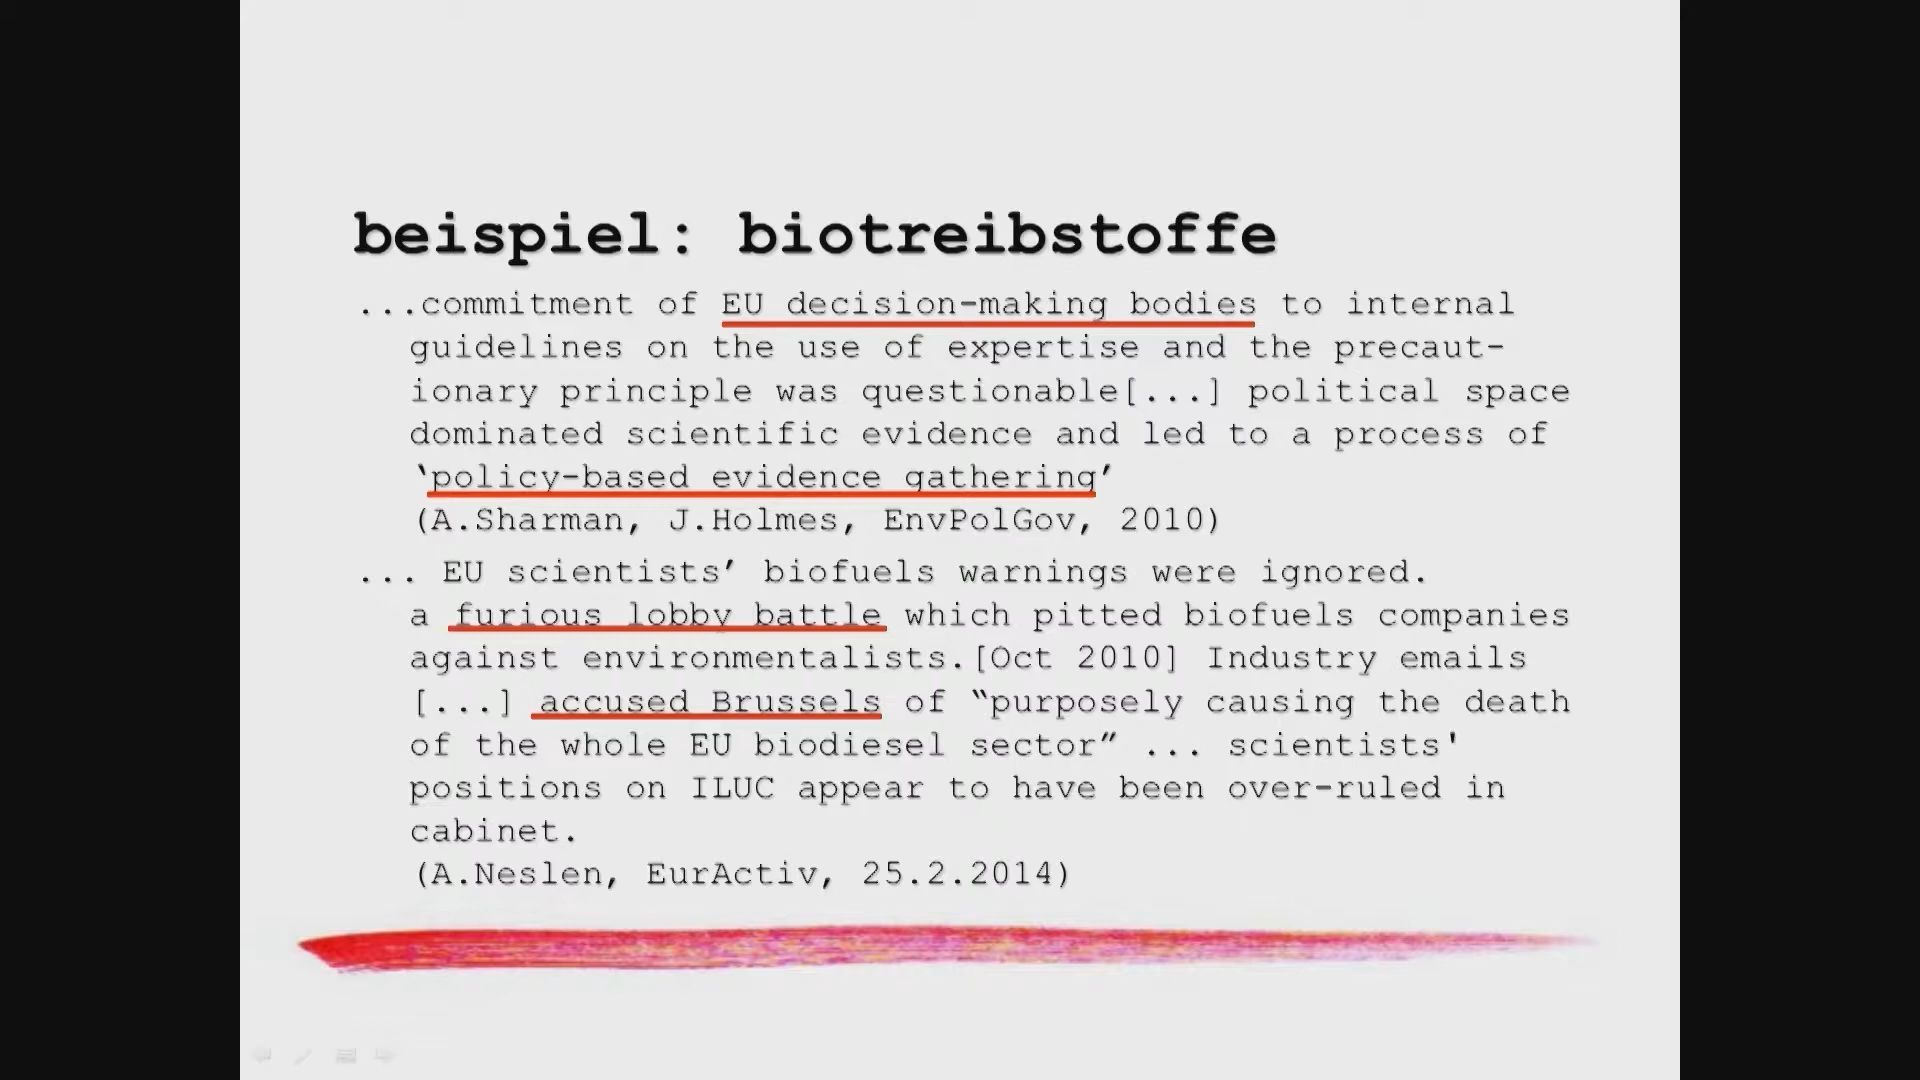 beispiel: biotreibstoffe
...commitment of EU decision-making bodies to internal
guidelines on the use of expertise and the precaut-
ionary principle was questionable[...] political space
dominated scientific evidence and led to a process of
‘policy-based evidence gathering’
(A.Sharman, J.Holmes, EnvPolGov, 2010)
... EU scientists’ biofuels warnings were ignored.
a furious lobby battle which pitted biofuels companies
against environmentalists.[Oct 2010] Industry emails
[...] accused Brussels of “purposely causing the death
of the whole EU biodiesel sector” ... scientists'
positions on ILUC appear to have been over-ruled in
cabinet.
(A.Neslen, EurActiv, 25.2.2014)